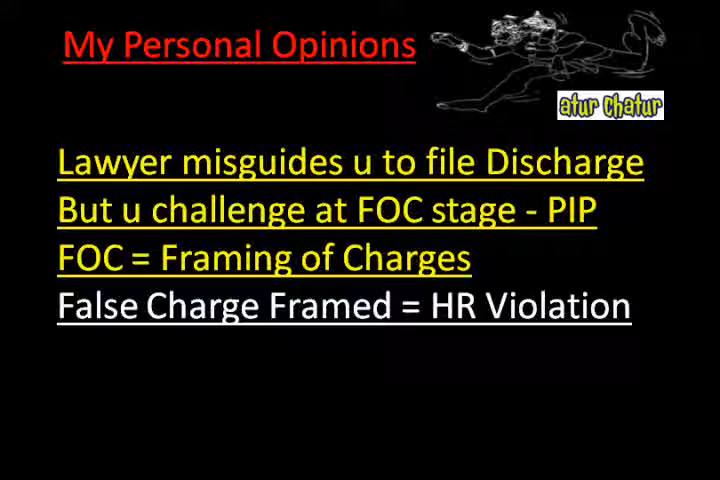 My Personal Opinions
atur chatur
Lawyer misguides u to file Discharge
But u challenge at FOC stage - PIP
FOC = Framing of Charges
False Charge Framed = HR Violation